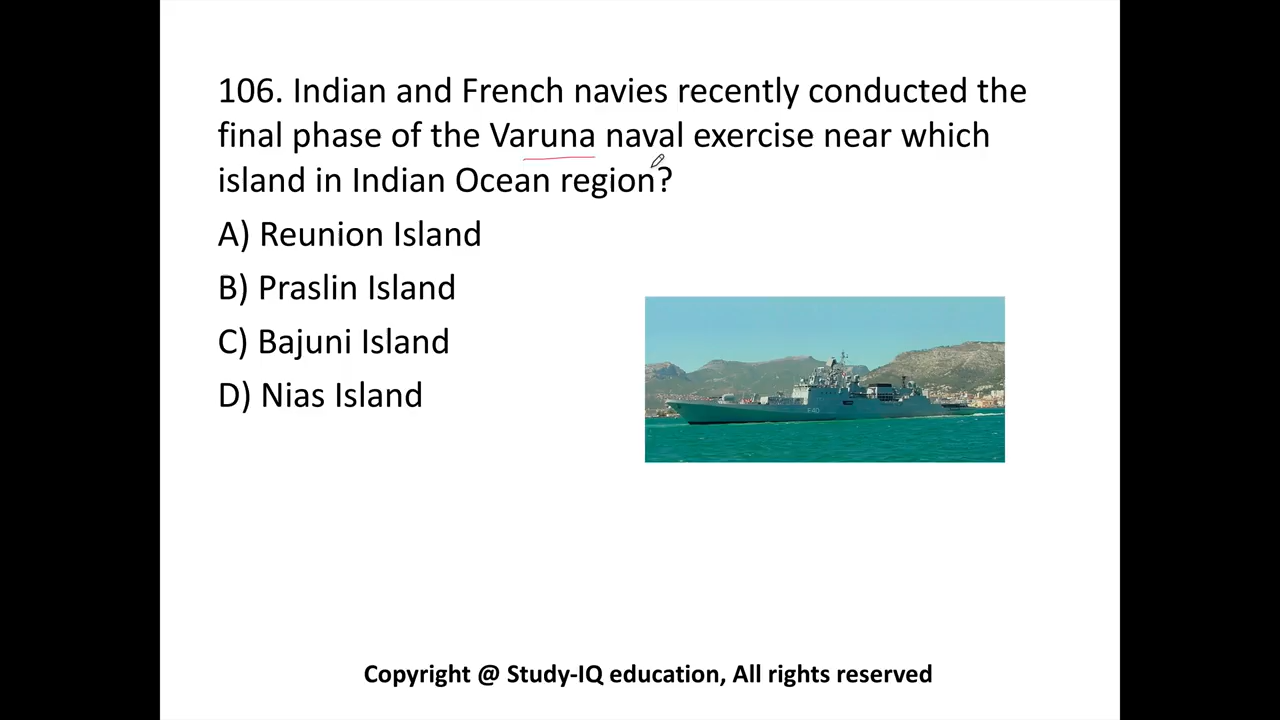 106. Indian and French navies recently conducted the
final phase of the Varuna naval exercise near which
island in Indian Ocean region?
A) Reunion Island
B) Praslin Island
C) Bajuni Island
D) Nias Island
F40
Copyright @ Study-IQ education, All rights reserved